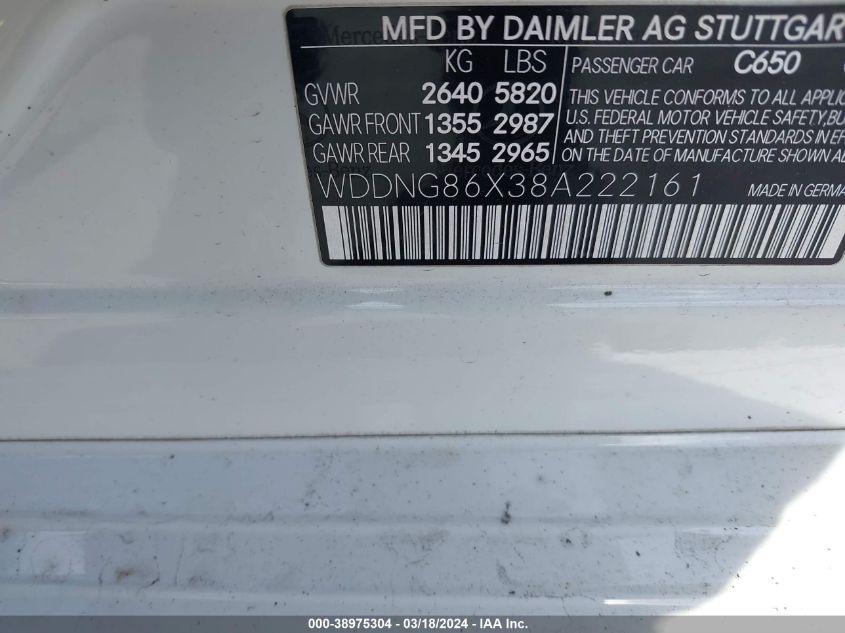 MFD BY DAIMLER AG STUTTGAR
KG LBS
GVWR 2640 5820
GAWR FRONT 1355 2987
GAWR REAR 1345 2965
PASSENGER CAR C650
THIS VEHICLE CONFORMS TO ALL APPLIC
U.S. FEDERAL MOTOR VEHICLE SAFETY, BU
AND THEFT PREVENTION STANDARDS IN EF
ON THE DATE OF MANUFACTURE SHOWN AB
WDDNG86X38A222161
MADE IN GERMA
000-38975304 - 03/18/2024 - IAA Inc.